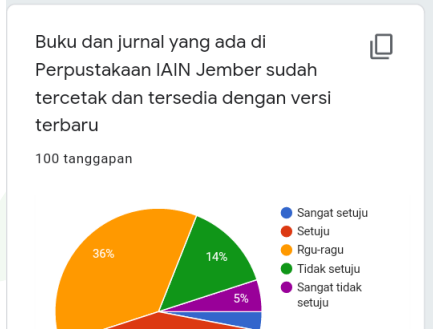 Buku dan jurnal yang ada di
Perpustakaan IAIN Jember sudah
tercetak dan tersedia dengan versi
terbaru
100 tanggapan
36%
14%
5%
Sangat setuju
Setuju
Rgu-ragu
Tidak setuju
Sangat tidak
setuju